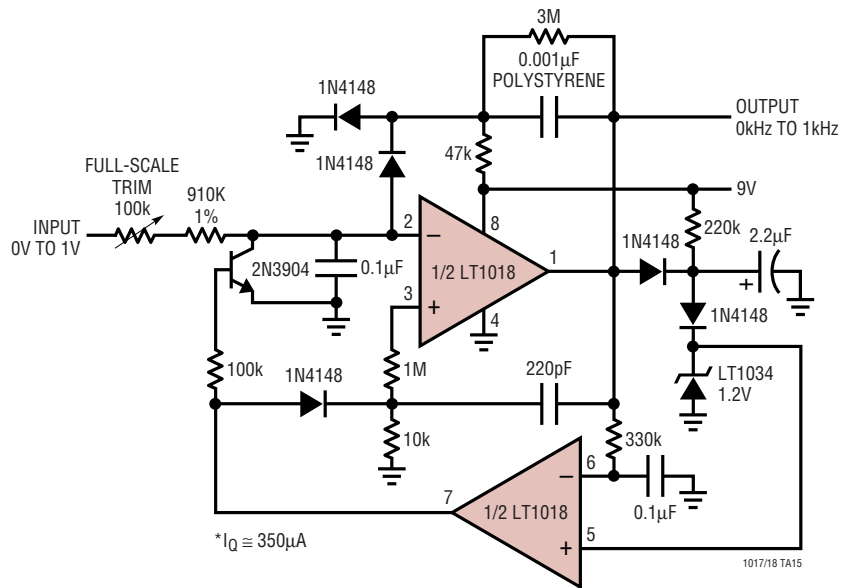 3M
0.001µF
POLYSTYRENE
1N4148
OUTPUT
0kHz TO 1kHz
1N4148
47k
FULL-SCALE
TRIM
100k
910K
1%
9V
INPUT
0V TO 1V
2
–
8
1N4148
220k
2.2µF
+
2N3904
0.1µF
1/2 LT1018
1
3
+
4
1N4148
100k
1N4148
1M
220pF
LT1034
1.2V
10k
330k
6
–
7
1/2 LT1018
0.1µF
5
+
*IQ ≅ 350µA
1017/18 TA15